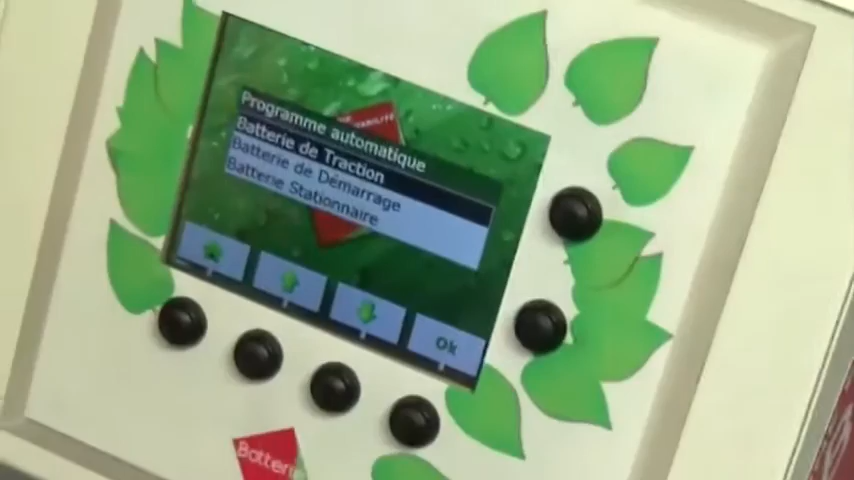 Programme automatique
Batterie de Traction
Batterie de Démarrage
Batterie Stationnaire
Ok